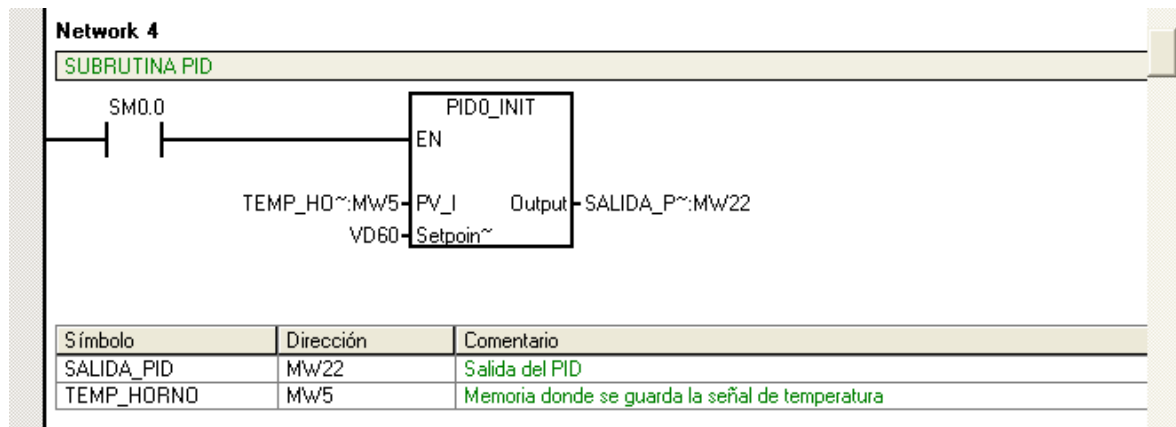 Network 4
SUBRUTINA PID
SM0.0
PID0_INIT
EN
TEMP_HO~:MW5 PV_I Output SALIDA_P~:MW22
VD60 Setpoin~
Símbolo Dirección Comentario
SALIDA_PID MW22 Salida del PID
TEMP_HORNO MW5 Memoria donde se guarda la señal de temperatura